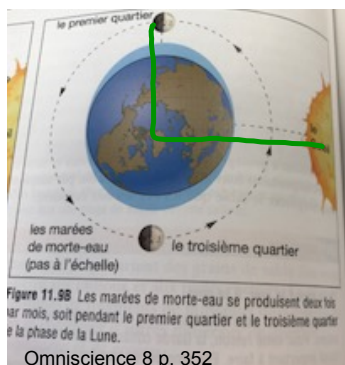 le premier quartier
les marées
de morte-eau
(pas à l'échelle)
le troisième quartier
Figure 11.9B Les marées de morte-eau se produisent deux fois
par mois, soit pendant le premier quartier et le troisième quartier
de la phase de la Lune.
Omniscience 8 p. 352